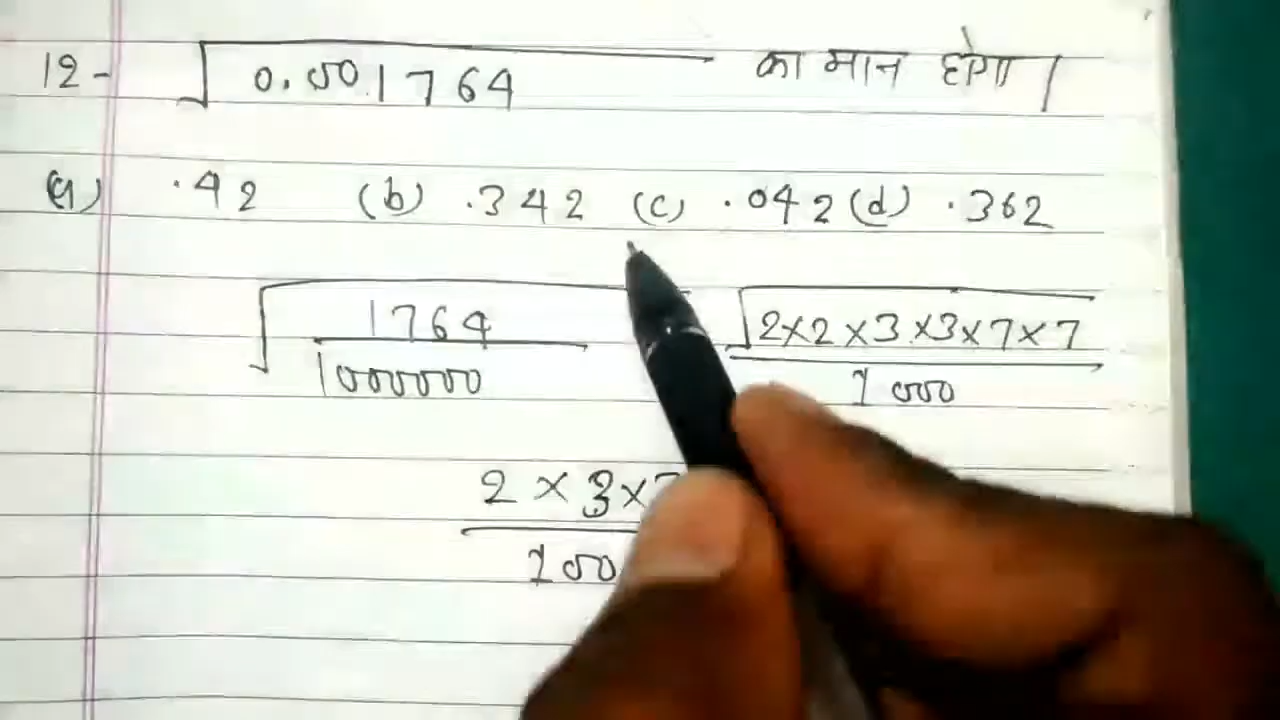 12- √0.001764 का मान होगा |
(a) .42 (b) .342 (c) .042 (d) .362
√1764 √2×2×3×3×7×7
1000000 1000
2×3×
100